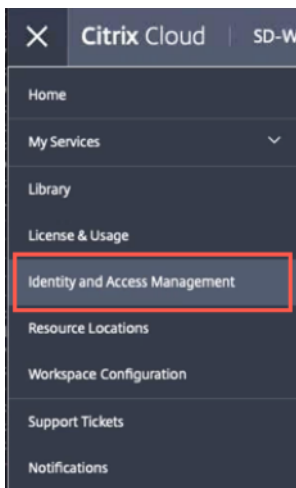 Citrix Cloud SD-W
Home
My Services
Library
License & Usage
Identity and Access Management
Resource Locations
Workspace Configuration
Support Tickets
Notifications